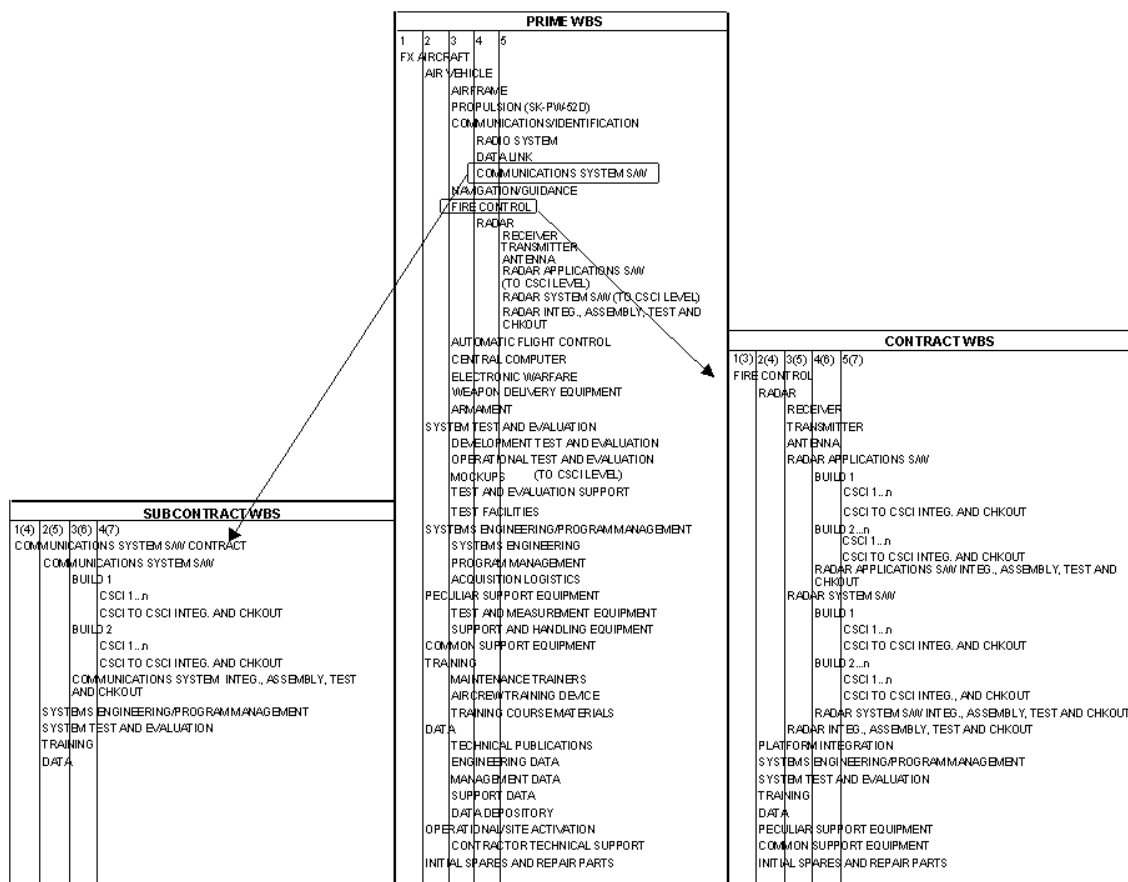 PRIME WBS
1 2 3 4 5
FX AIRCRAFT
AIR VEHICLE
AIRFRAME
PROPULSION (SK-PW-52D)
COMMUNICATIONS/IDENTIFICATION
RADIO SYSTEM
DATA LINK
COMMUNICATIONS SYSTEM S/W
NAVIGATION/GUIDANCE
FIRE CONTROL
RADAR
RECEIVER
TRANSMITTER
ANTENNA
RADAR APPLICATIONS S/W
(TO CSCI LEVEL)
RADAR SYSTEM S/W (TO CSCI LEVEL)
RADAR INTEG., ASSEMBLY, TEST AND
CHKOUT
AUTOMATIC FLIGHT CONTROL
CENTRAL COMPUTER
ELECTRONIC WARFARE
WEAPON DELIVERY EQUIPMENT
ARMAMENT
SYSTEM TEST AND EVALUATION
DEVELOPMENT TEST AND EVALUATION
OPERATIONAL TEST AND EVALUATION
MOCKUPS (TO CSCI LEVEL)
TEST AND EVALUATION SUPPORT
TEST FACILITIES
SYSTEMS ENGINEERING/PROGRAM MANAGEMENT
SYSTEMS ENGINEERING
PROGRAM MANAGEMENT
ACQUISITION LOGISTICS
PECULIAR SUPPORT EQUIPMENT
TEST AND MEASUREMENT EQUIPMENT
SUPPORT AND HANDLING EQUIPMENT
COMMON SUPPORT EQUIPMENT
TRAINING
MAINTENANCE TRAINERS
AIRCREW TRAINING DEVICE
TRAINING COURSE MATERIALS
DATA
TECHNICAL PUBLICATIONS
ENGINEERING DATA
MANAGEMENT DATA
SUPPORT DATA
DATA DEPOSITORY
OPERATIONAL/SITE ACTIVATION
CONTRACTOR TECHNICAL SUPPORT
INITIAL SPARES AND REPAIR PARTS
SUBCONTRACT WBS
1(4) 2(5) 3(6) 4(7)
COMMUNICATIONS SYSTEM S/W CONTRACT
COMMUNICATIONS SYSTEM S/W
BUILD 1
CSCI 1...n
CSCI TO CSCI INTEG. AND CHKOUT
BUILD 2
CSCI 1...n
CSCI TO CSCI INTEG. AND CHKOUT
COMMUNICATIONS SYSTEM INTEG., ASSEMBLY, TEST
AND CHKOUT
SYSTEMS ENGINEERING/PROGRAM MANAGEMENT
SYSTEM TEST AND EVALUATION
TRAINING
DATA
CONTRACT WBS
1(3) 2(4) 3(5) 4(6) 5(7)
FIRE CONTROL
RADAR
RECEIVER
TRANSMITTER
ANTENNA
RADAR APPLICATIONS S/W
BUILD 1
CSCI 1...n
CSCI TO CSCI INTEG. AND CHKOUT
BUILD 2...n
CSCI 1...n
CSCI TO CSCI INTEG. AND CHKOUT
RADAR APPLICATIONS S/W INTEG., ASSEMBLY, TEST AND
CHKOUT
RADAR SYSTEM S/W
BUILD 1
CSCI 1...n
CSCI TO CSCI INTEG. AND CHKOUT
BUILD 2...n
CSCI 1...n
CSCI TO CSCI INTEG., AND CHKOUT
RADAR SYSTEM S/W INTEG., ASSEMBLY, TEST AND CHKOUT
RADAR INTEG., ASSEMBLY, TEST AND CHKOUT
PLATFORM INTEGRATION
SYSTEMS ENGINEERING/PROGRAM MANAGEMENT
SYSTEM TEST AND EVALUATION
TRAINING
DATA
PECULIAR SUPPORT EQUIPMENT
COMMON SUPPORT EQUIPMENT
INITIAL SPARES AND REPAIR PARTS